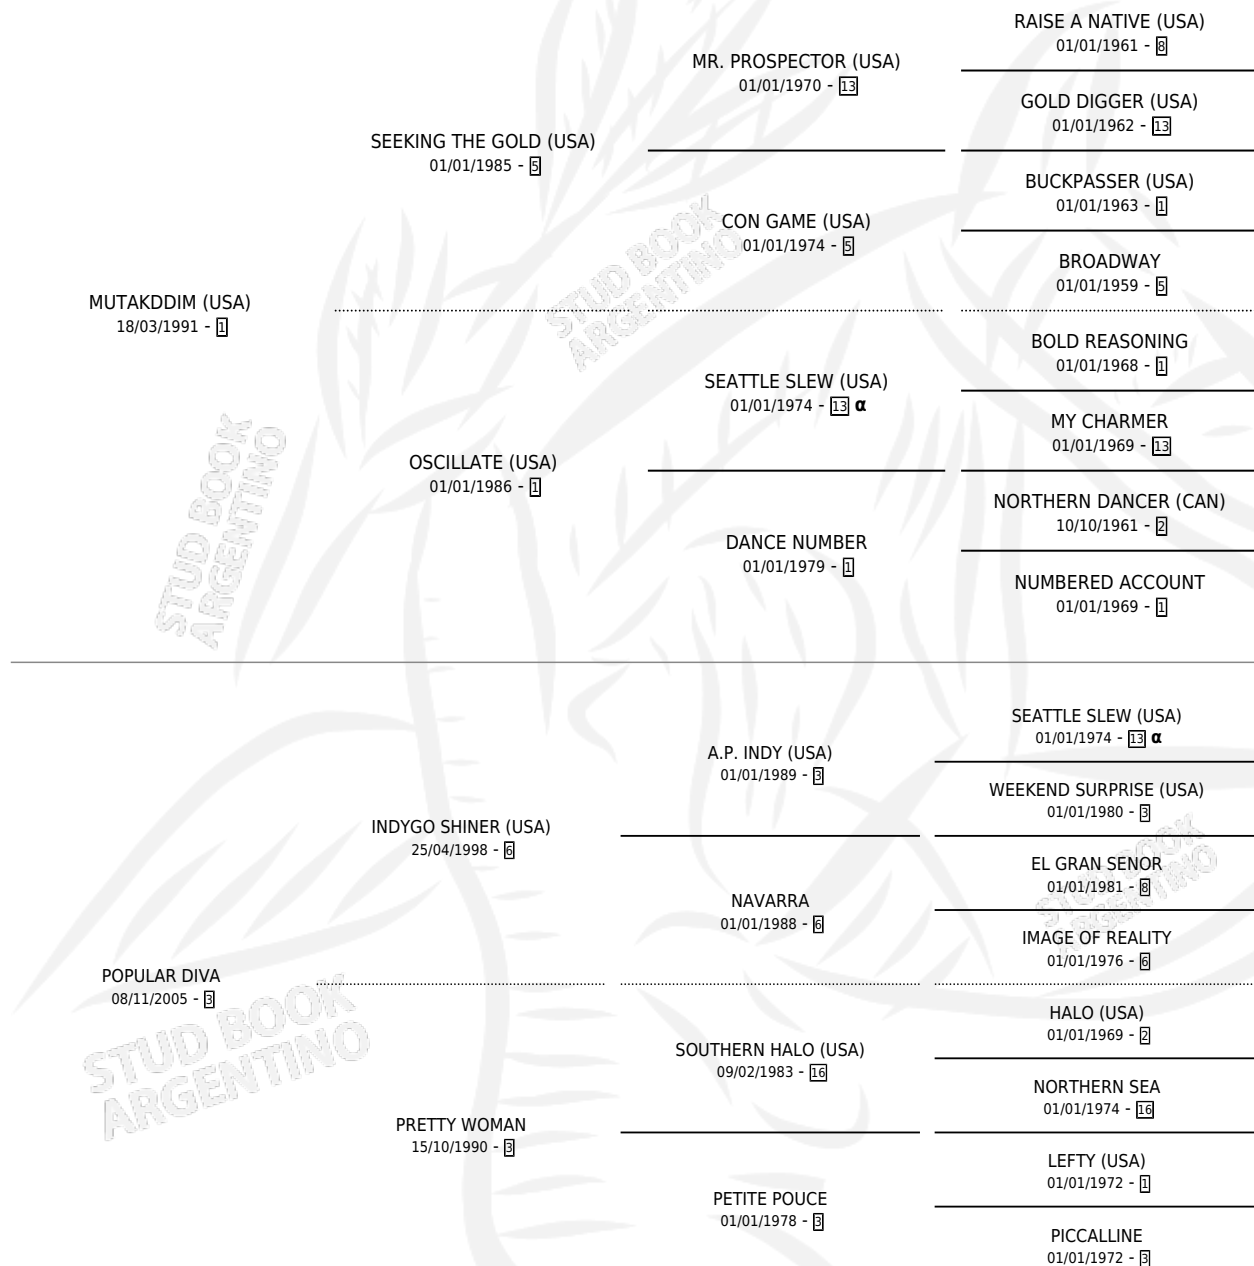 RAISE A NATIVE (USA)
01/01/1961 - 8
MR. PROSPECTOR (USA)
01/01/1970 - 13
GOLD DIGGER (USA)
01/01/1962 - 13
SEEKING THE GOLD (USA)
01/01/1985 - 5
BUCKPASSER (USA)
01/01/1963 - 1
CON GAME (USA)
01/01/1974 - 5
BROADWAY
01/01/1959 - 5
MUTAKDDIM (USA)
18/03/1991 - 1
BOLD REASONING
01/01/1968 - 1
SEATTLE SLEW (USA)
01/01/1974 - 13 α
MY CHARMER
01/01/1969 - 13
OSCILLATE (USA)
01/01/1986 - 1
NORTHERN DANCER (CAN)
10/10/1961 - 2
DANCE NUMBER
01/01/1979 - 1
NUMBERED ACCOUNT
01/01/1969 - 1
SEATTLE SLEW (USA)
01/01/1974 - 13 α
A.P. INDY (USA)
01/01/1989 - 3
WEEKEND SURPRISE (USA)
01/01/1980 - 3
INDYGO SHINER (USA)
25/04/1998 - 6
EL GRAN SENOR
01/01/1981 - 8
NAVARRA
01/01/1988 - 6
IMAGE OF REALITY
01/01/1976 - 6
POPULAR DIVA
08/11/2005 - 3
HALO (USA)
01/01/1969 - 2
SOUTHERN HALO (USA)
09/02/1983 - 16
NORTHERN SEA
01/01/1974 - 16
PRETTY WOMAN
15/10/1990 - 3
LEFTY (USA)
01/01/1972 - 1
PETITE POUCE
01/01/1978 - 3
PICCALLINE
01/01/1972 - 3
STUD BOOK
ARGENTINO
STUD BOOK
ARGENTINO
STUD BOOK
ARGENTINO
STUD BOOK
ARGENTINO